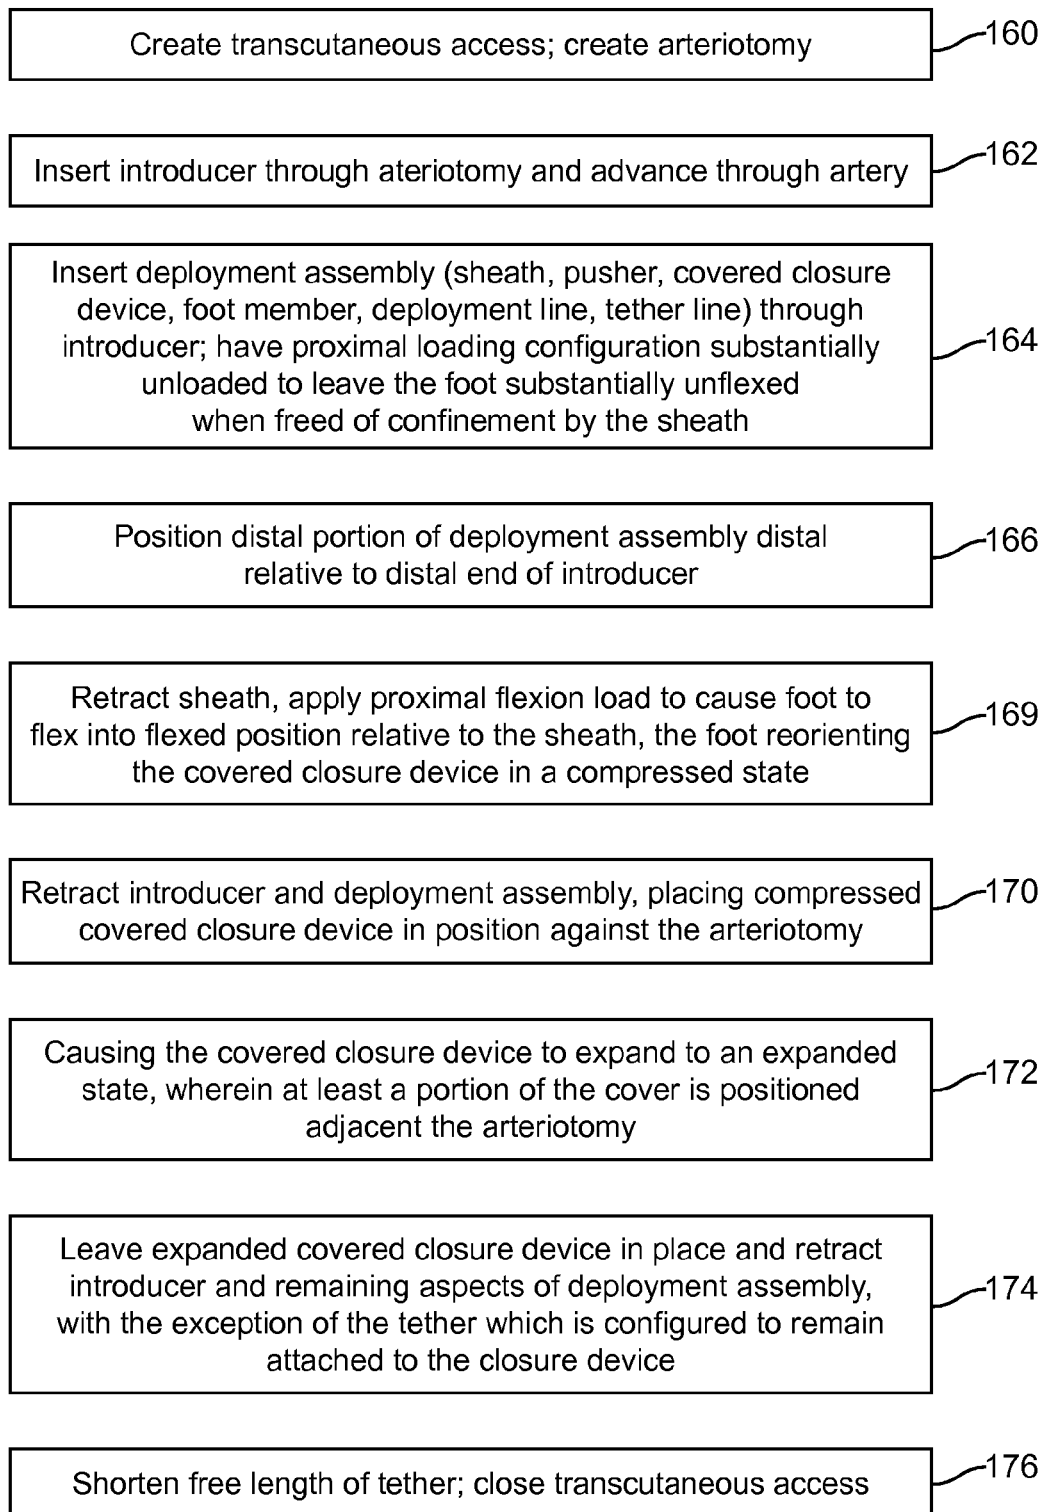 Create transcutaneous access; create arteriotomy
160
Insert introducer through ateriotomy and advance through artery
162
Insert deployment assembly (sheath, pusher, covered closure
device, foot member, deployment line, tether line) through
introducer; have proximal loading configuration substantially
unloaded to leave the foot substantially unflexed
when freed of confinement by the sheath
164
Position distal portion of deployment assembly distal
relative to distal end of introducer
166
Retract sheath, apply proximal flexion load to cause foot to
flex into flexed position relative to the sheath, the foot reorienting
the covered closure device in a compressed state
169
Retract introducer and deployment assembly, placing compressed
covered closure device in position against the arteriotomy
170
Causing the covered closure device to expand to an expanded
state, wherein at least a portion of the cover is positioned
adjacent the arteriotomy
172
Leave expanded covered closure device in place and retract
introducer and remaining aspects of deployment assembly,
with the exception of the tether which is configured to remain
attached to the closure device
174
Shorten free length of tether; close transcutaneous access
176